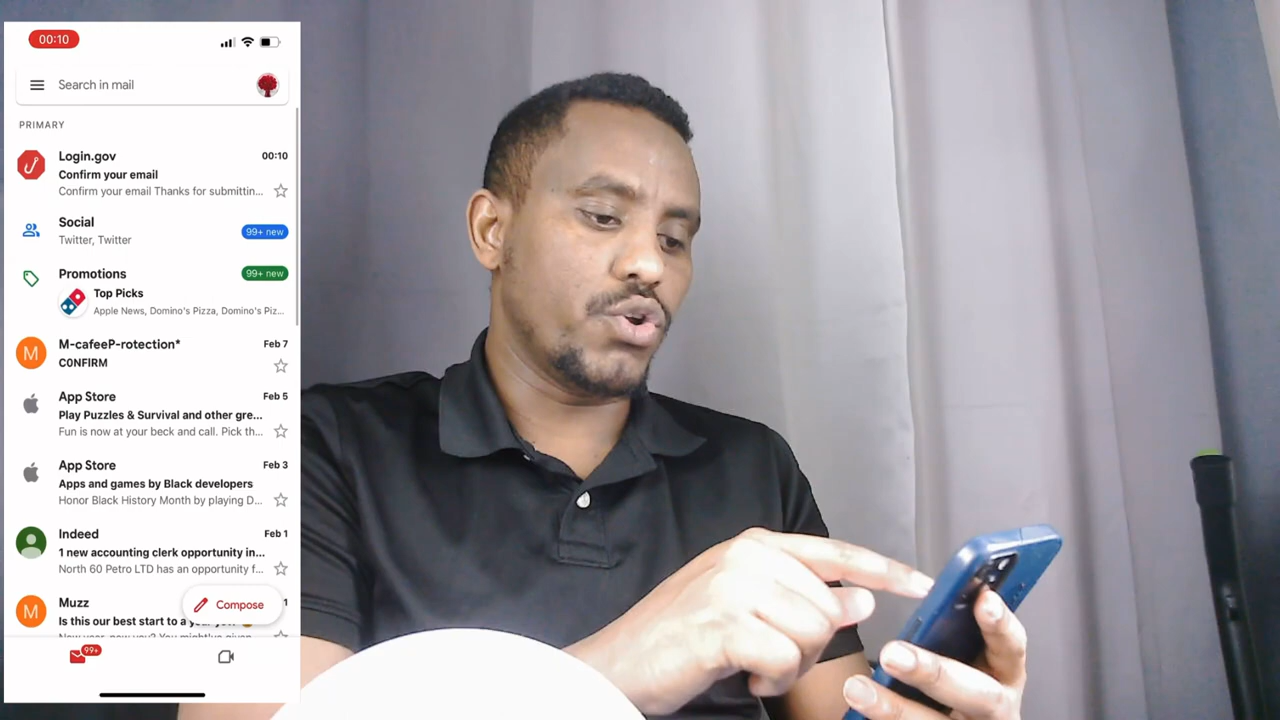 00:10
Search in mail
PRIMARY
Login.gov 00:10
Confirm your email
Confirm your email Thanks for submittin...
Social
Twitter, Twitter 99+ new
Promotions 99+ new
Top Picks
Apple News, Domino's Pizza, Domino's Piz...
M-cafeeP-rotection* Feb 7
C0NFIRM
App Store Feb 5
Play Puzzles & Survival and other gre...
Fun is now at your beck and call. Pick th...
App Store Feb 3
Apps and games by Black developers
Honor Black History Month by playing D...
Indeed Feb 1
1 new accounting clerk opportunity in...
North 60 Petro LTD has an opportunity f...
M Muzz 1
Compose
Is this our best start to a
99+